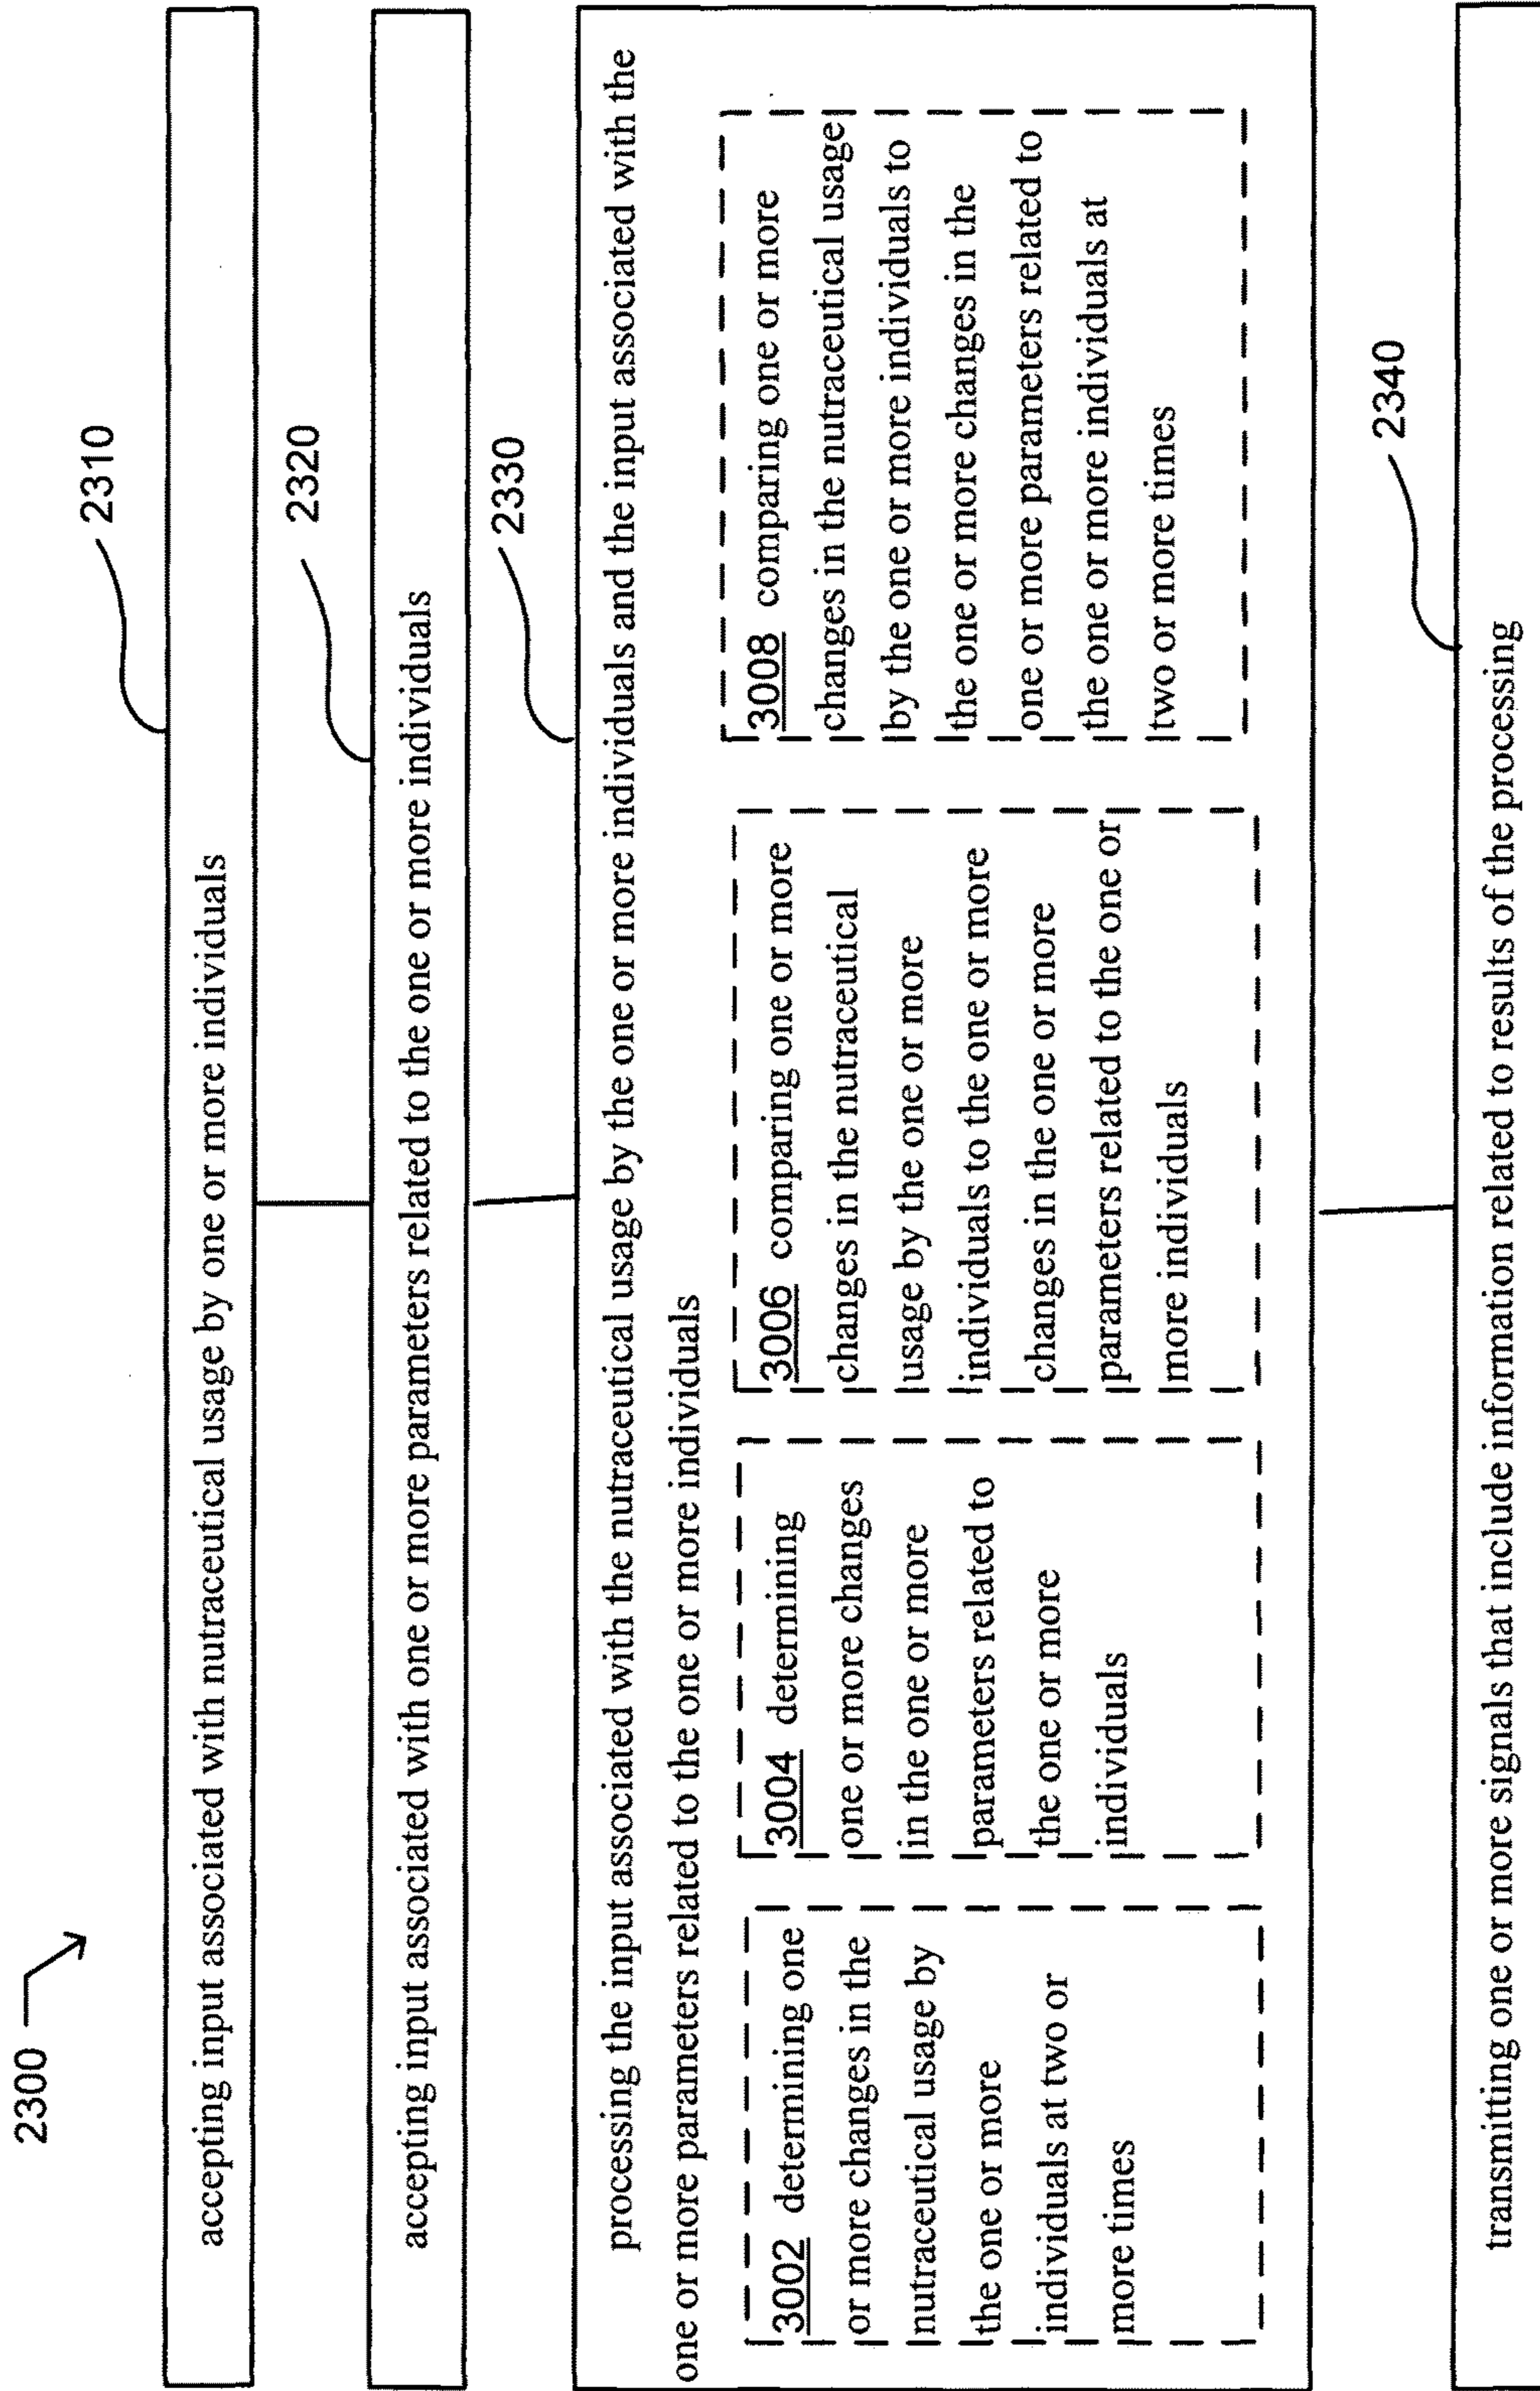 2300
2310
accepting input associated with nutraceutical usage by one or more individuals
2320
accepting input associated with one or more parameters related to the one or more individuals
2330
processing the input associated with the nutraceutical usage by the one or more individuals and the input associated with the
one or more parameters related to the one or more individuals
3002 determining one
or more changes in the
nutraceutical usage by
the one or more
individuals at two or
more times
3004 determining
one or more changes
in the one or more
parameters related to
the one or more
individuals
3006 comparing one or more
changes in the nutraceutical
usage by the one or more
individuals to the one or more
changes in the one or more
parameters related to the one or
more individuals
3008 comparing one or more
changes in the nutraceutical usage
by the one or more individuals to
the one or more changes in the
one or more parameters related to
the one or more individuals at
two or more times
2340
transmitting one or more signals that include information related to results of the processing